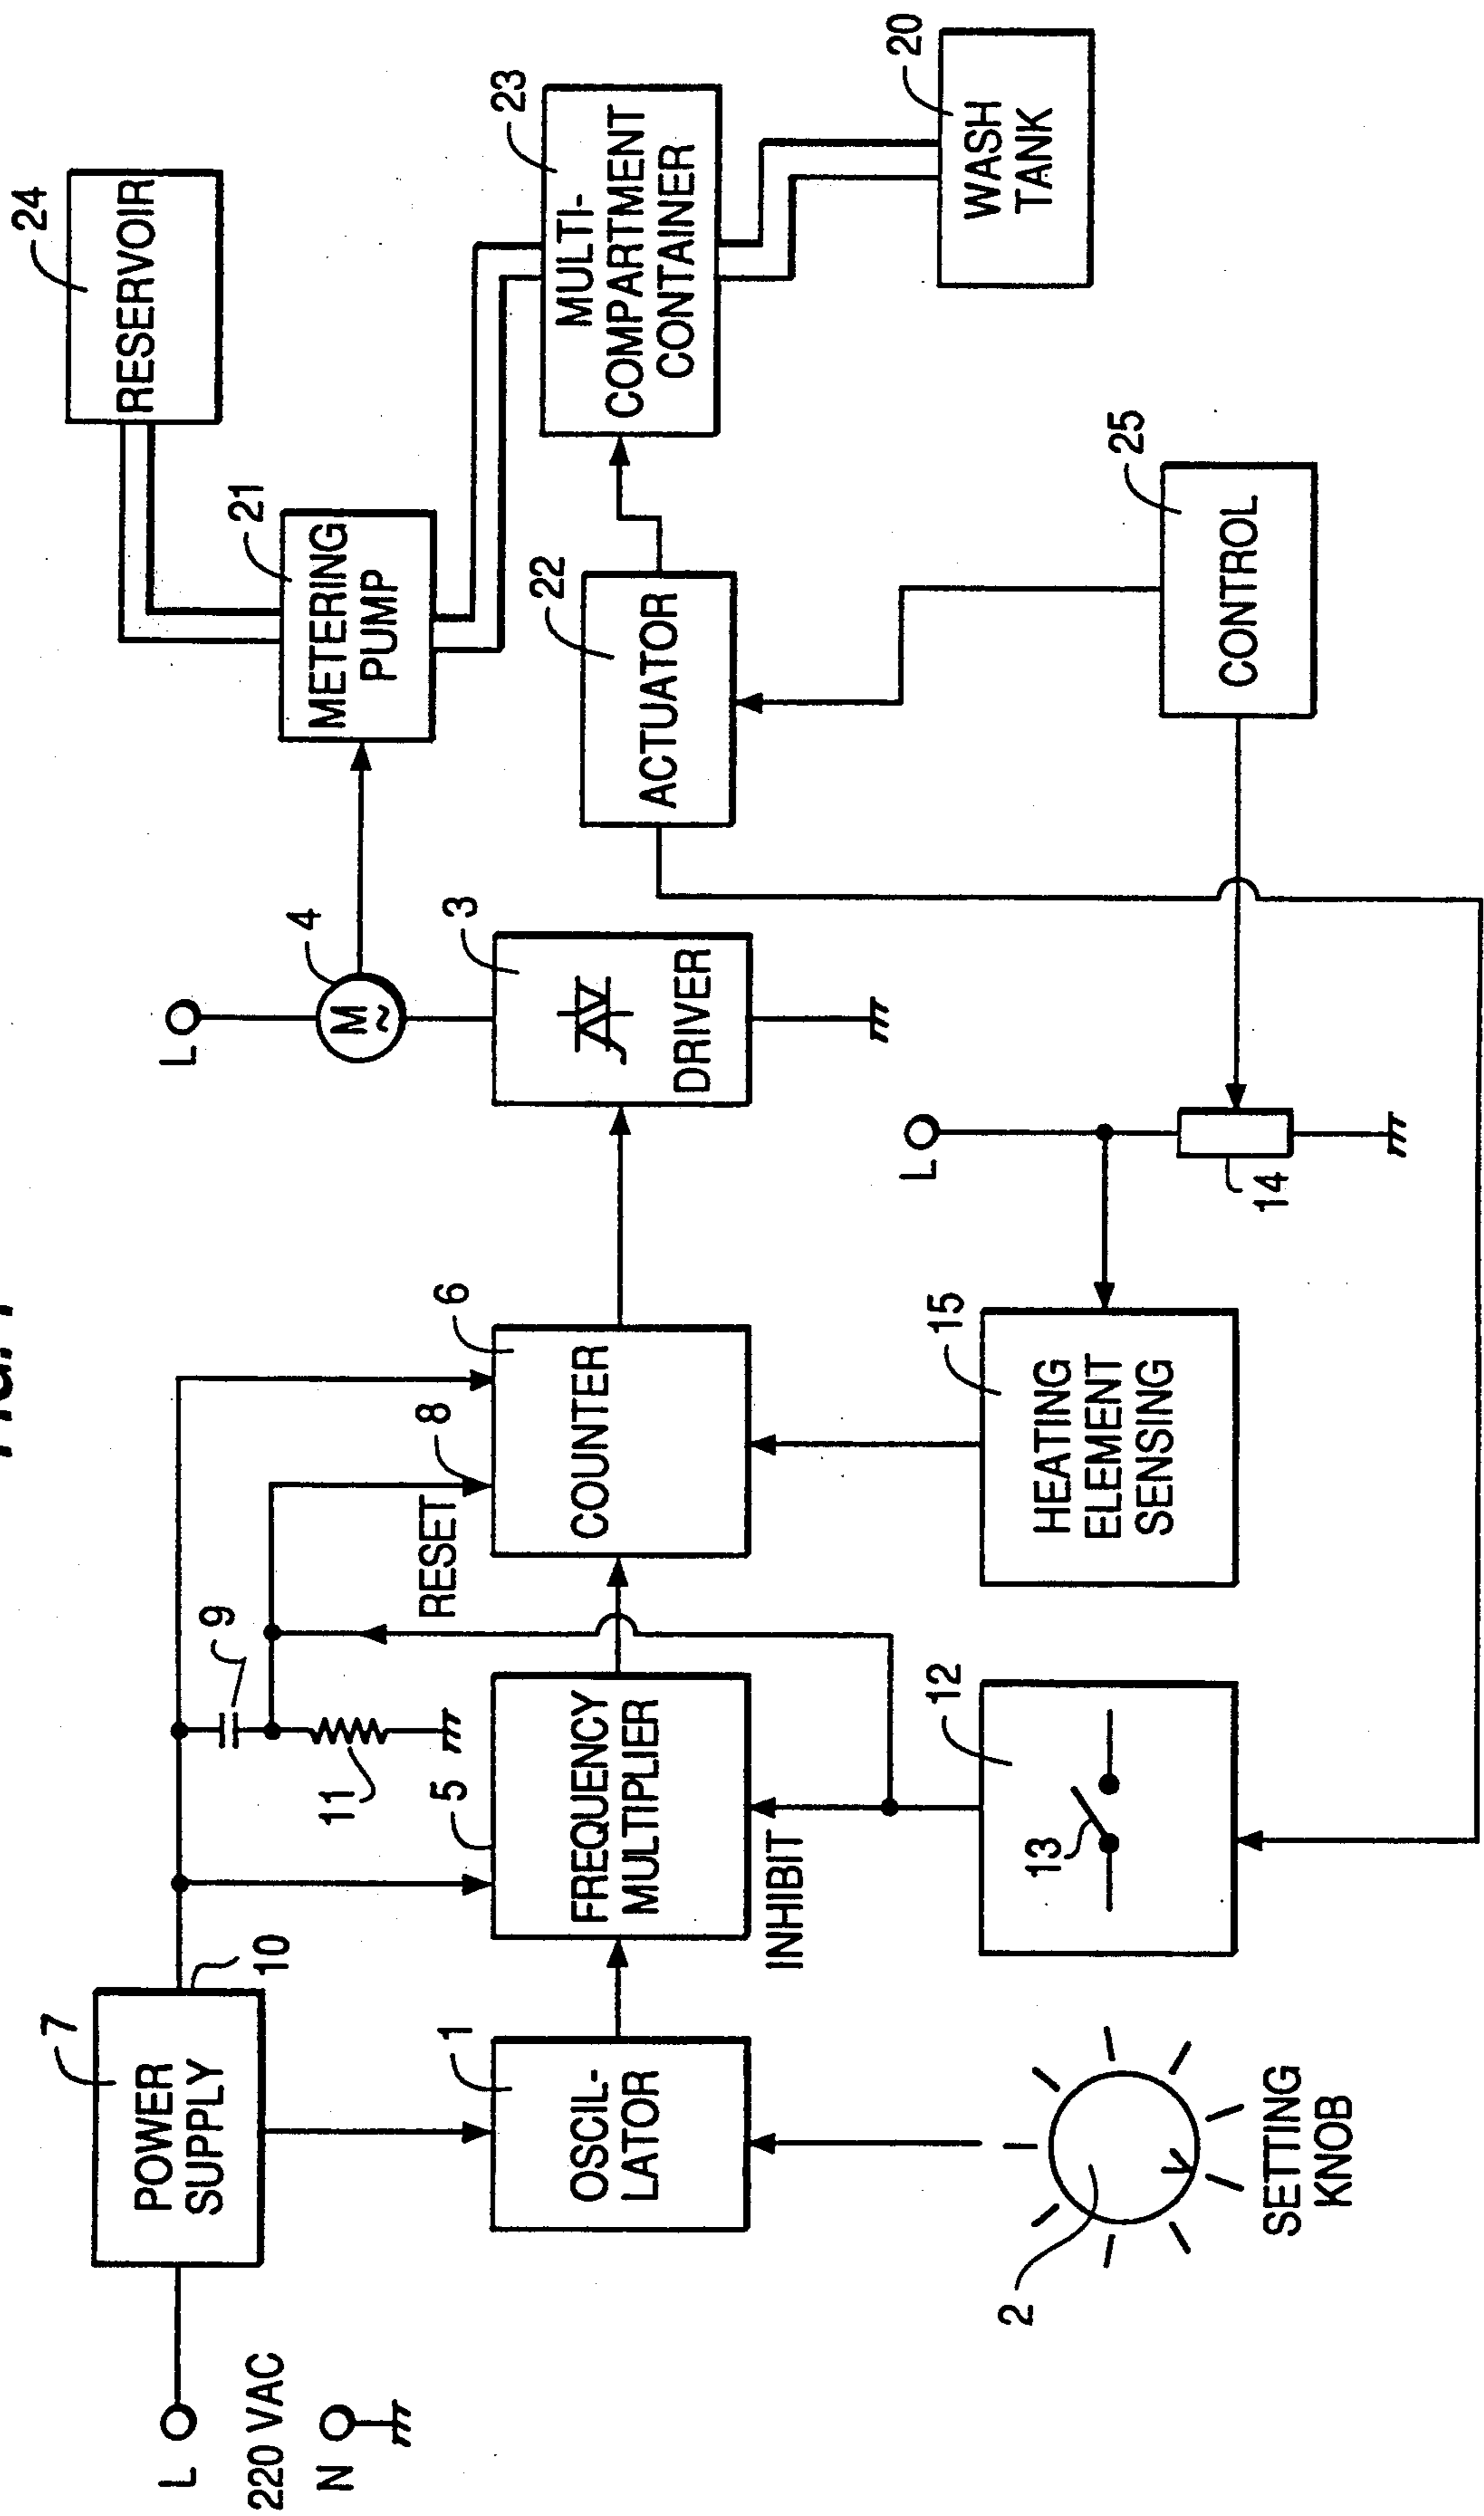 FIG. 1
L
220 VAC
N
7
POWER
SUPPLY
10
1
OSCIL-
LATOR
2
SETTING
KNOB
5
FREQUENCY
MULTIPLIER
INHIBIT
9
11
12
13
RESET
8
6
COUNTER
15
HEATING
ELEMENT
SENSING
14
L
L
4
M
~
3
DRIVER
21
METERING
PUMP
22
ACTUATOR
25
CONTROL
24
RESERVOIR
23
MULTI-
COMPARTMENT
CONTAINER
20
WASH
TANK